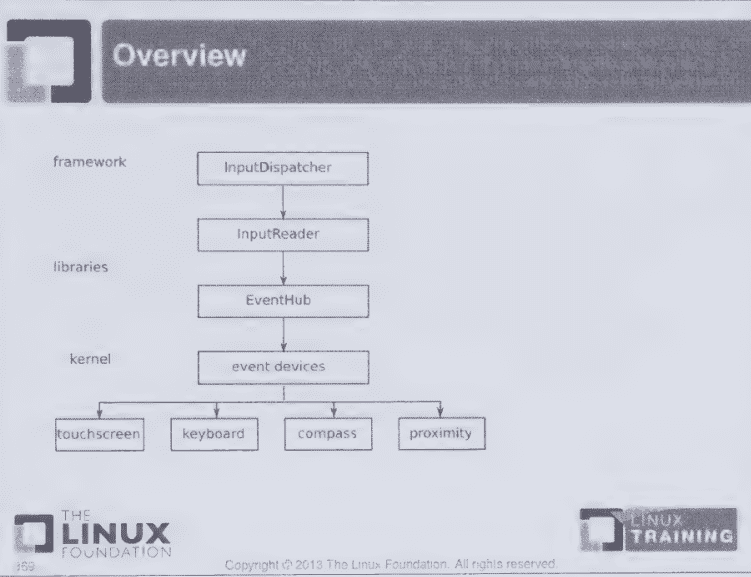 Overview
framework
InputDispatcher
InputReader
libraries
EventHub
kernel
event devices
touchscreen keyboard compass proximity
THE
LINUX
FOUNDATION
LINUX
TRAINING
Copyright © 2013 The Linux Foundation. All rights reserved.